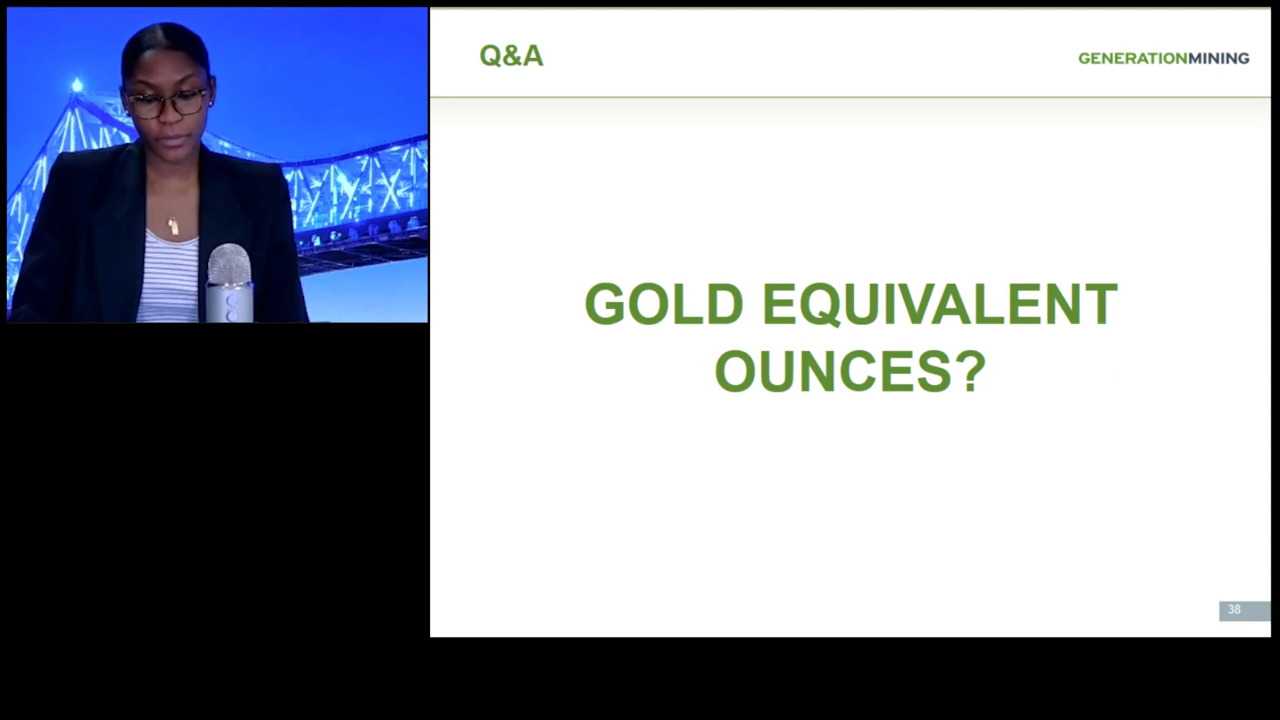 Q&A
GENERATIONMINING
GOLD EQUIVALENT
OUNCES?
38